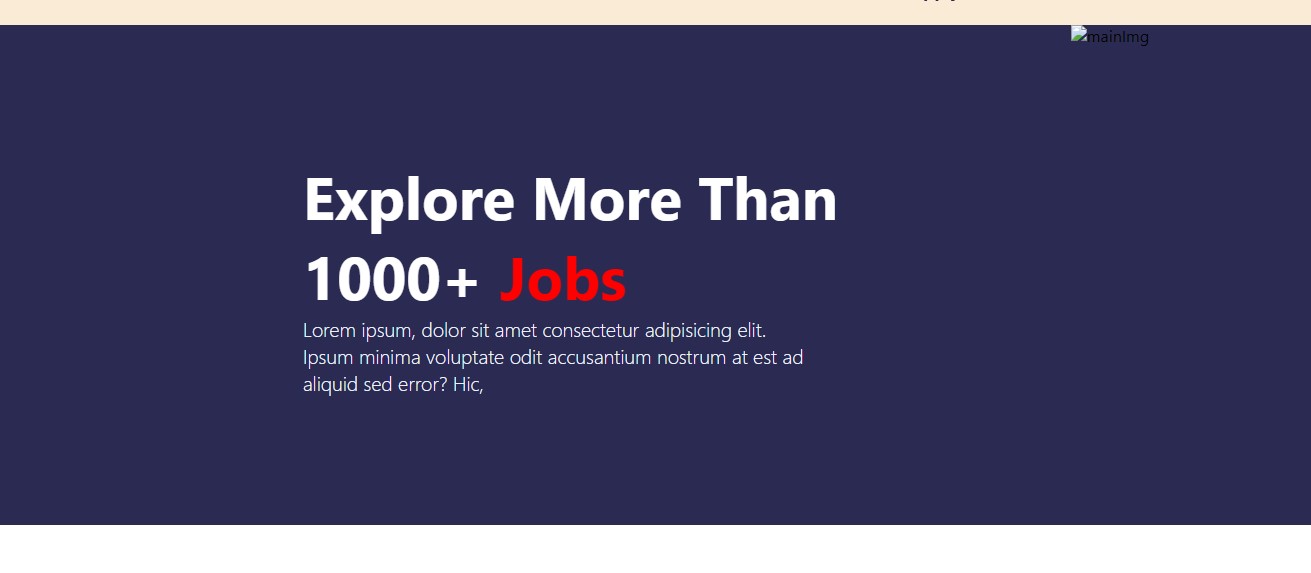 mainImg
Explore More Than
1000+ Jobs
Lorem ipsum, dolor sit amet consectetur adipisicing elit.
Ipsum minima voluptate odit accusantium nostrum at est ad
aliquid sed error? Hic,